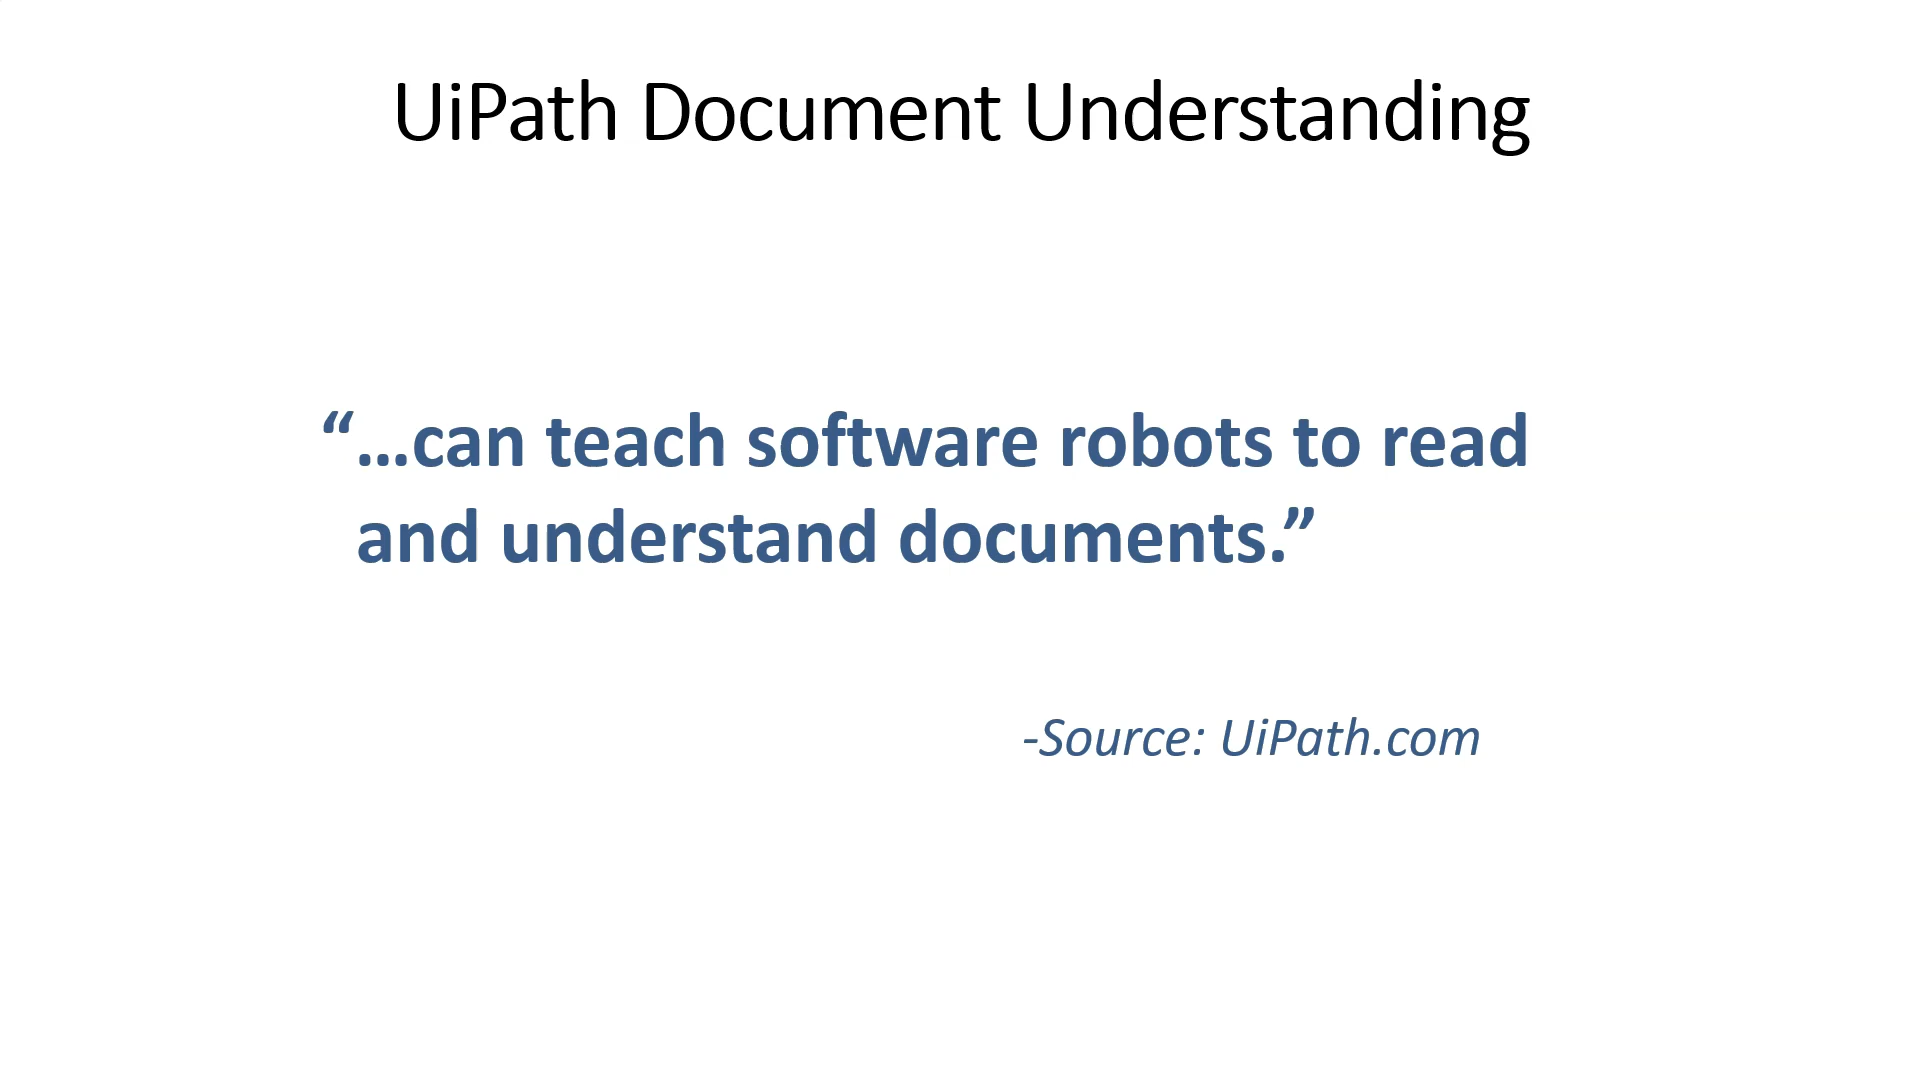 UiPath Document Understanding
“…can teach software robots to read
and understand documents.”
-Source: UiPath.com